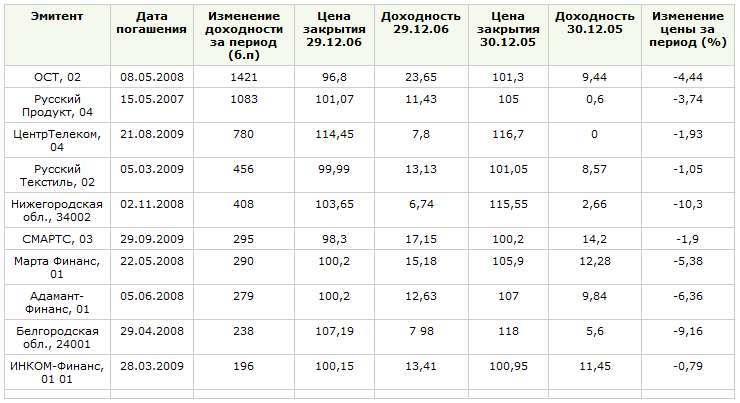 Эмитент Дата погашения Изменение доходности за период (б.п) Цена закрытия 29.12.06 Доходность 29.12.06 Цена закрытия 30.12.05 Доходность 30.12.05 Изменение цены за период (%)
ОСТ, 02 08.05.2008 1421 96,8 23,65 101,3 9,44 -4,44
Русский Продукт, 04 15.05.2007 1083 101,07 11,43 105 0,6 -3,74
ЦентрТелеком, 04 21.08.2009 780 114,45 7,8 116,7 0 -1,93
Русский Текстиль, 02 05.03.2009 456 99,99 13,13 101,05 8,57 -1,05
Нижегородская обл., 34002 02.11.2008 408 103,65 6,74 115,55 2,66 -10,3
СМАРТС, 03 29.09.2009 295 98,3 17,15 100,2 14,2 -1,9
Марта Финанс, 01 22.05.2008 290 100,2 15,18 105,9 12,28 -5,38
Адамант-Финанс, 01 05.06.2008 279 100,2 12,63 107 9,84 -6,36
Белгородская обл., 24001 29.04.2008 238 107,19 7 98 118 5,6 -9,16
ИНКОМ-Финанс, 01 01 28.03.2009 196 100,15 13,41 100,95 11,45 -0,79